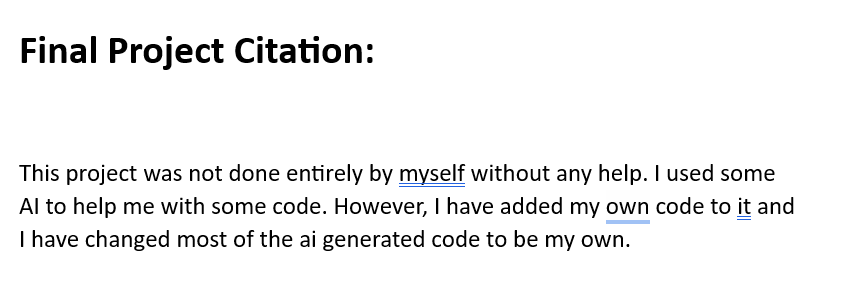 Final Project Citation:
This project was not done entirely by myself without any help. I used some
AI to help me with some code. However, I have added my own code to it and
I have changed most of the ai generated code to be my own.